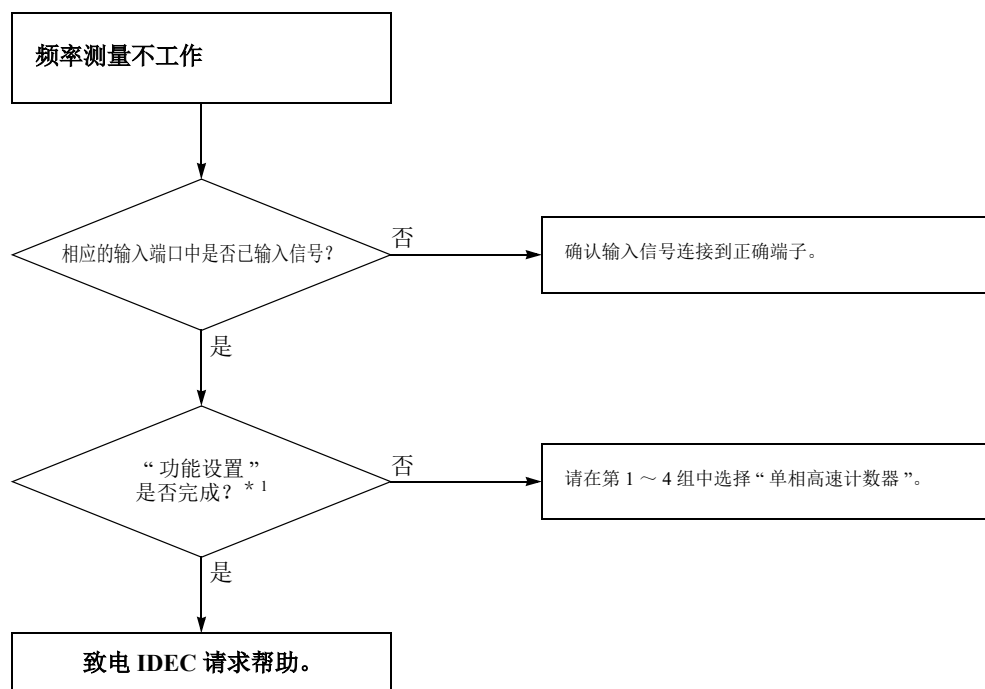 频率测量不工作
相应的输入端口中是否已输入信号？
否
确认输入信号连接到正确端子。
是
“功能设置”
是否完成？*1
否
请在第 1 ～ 4 组中选择“单相高速计数器”。
是
致电 IDEC 请求帮助。